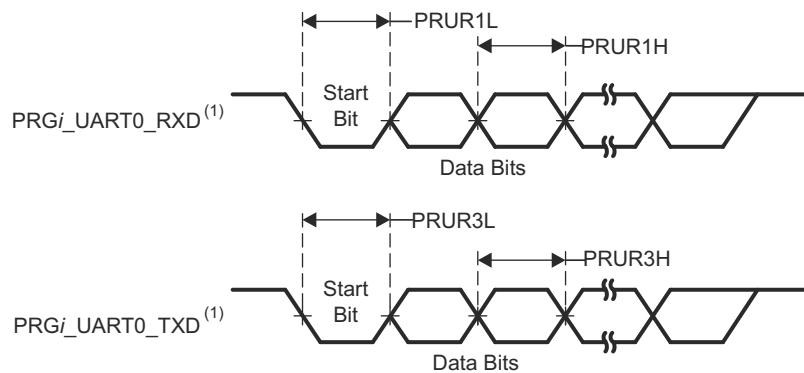 PRUR1L
PRUR1H
Start
Bit
PRGi_UART0_RXD(1)
Data Bits
PRUR3L
PRUR3H
Start
Bit
PRGi_UART0_TXD(1)
Data Bits